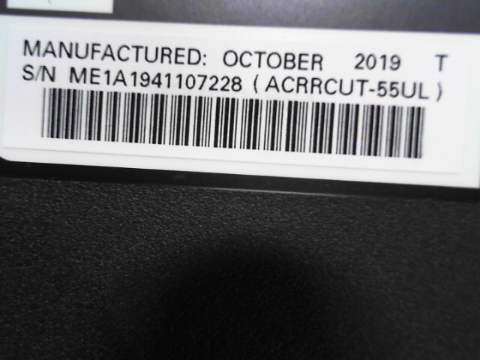 MANUFACTURED: OCTOBER 2019 T
S/N ME1A1941107228 (ACRRCUT-55UL)